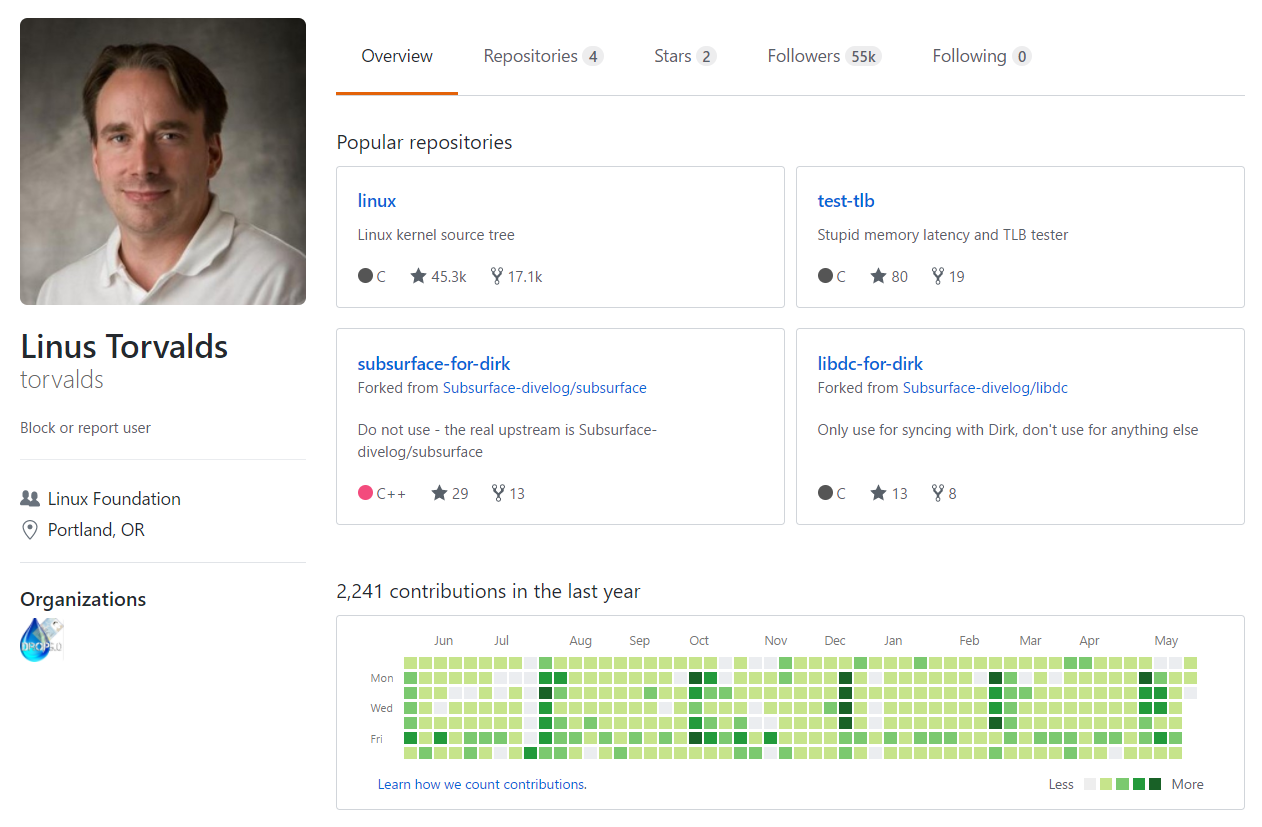 Overview
Repositories 4
Stars 2
Followers 55k
Following 0
Linus Torvalds
torvalds
Block or report user
Linux Foundation
Portland, OR
Organizations
Popular repositories
linux
Linux kernel source tree
C 45.3k 17.1k
test-tlb
Stupid memory latency and TLB tester
C 80 19
subsurface-for-dirk
Forked from Subsurface-divelog/subsurface
Do not use - the real upstream is Subsurface-
divelog/subsurface
C++ 29 13
libdc-for-dirk
Forked from Subsurface-divelog/libdc
Only use for syncing with Dirk, don't use for anything else
C 13 8
2,241 contributions in the last year
Jun Jul Aug Sep Oct Nov Dec Jan Feb Mar Apr May
Mon
Wed
Fri
Learn how we count contributions.
Less More